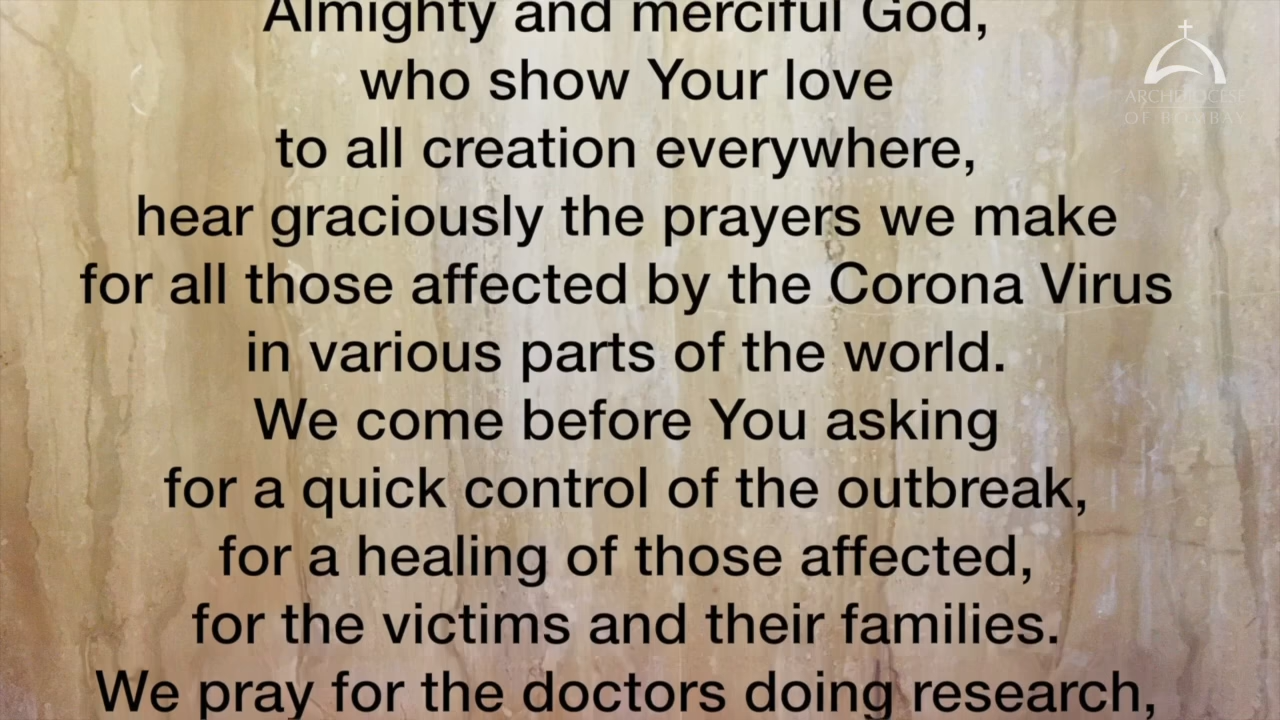 Almighty and merciful God,
who show Your love
to all creation everywhere,
hear graciously the prayers we make
for all those affected by the Corona Virus
in various parts of the world.
We come before You asking
for a quick control of the outbreak,
for a healing of those affected,
for the victims and their families.
We pray for the doctors doing research,
ARCHDIOCESE
OF BOMBAY